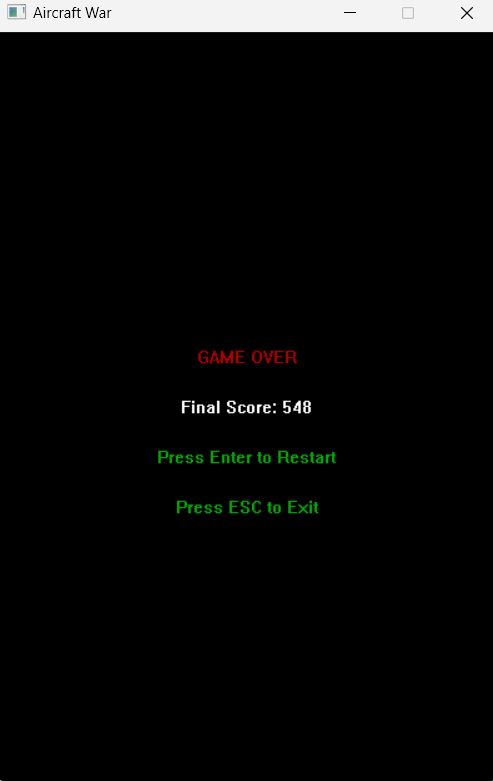 Aircraft War
GAME OVER
Final Score: 548
Press Enter to Restart
Press ESC to Exit